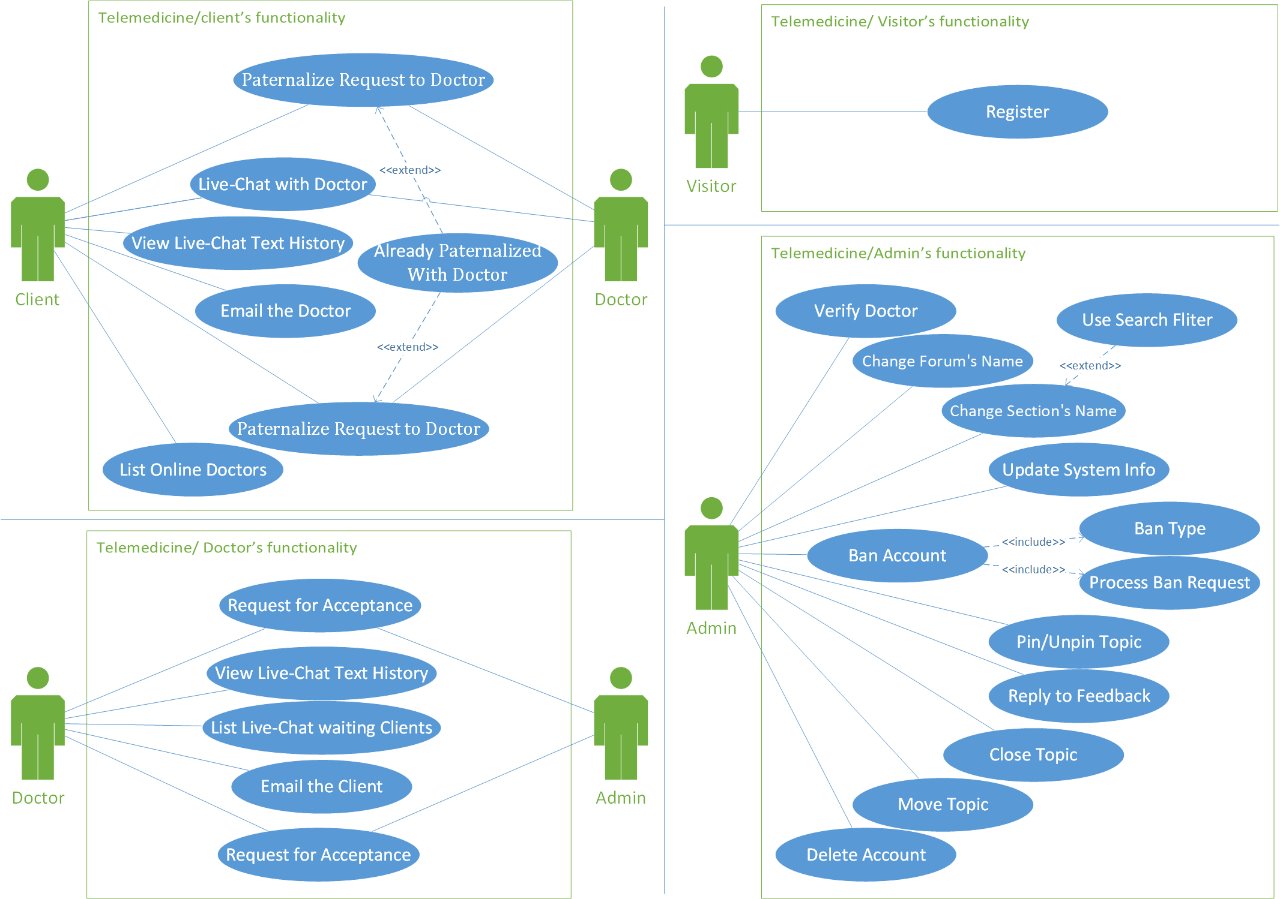 Telemedicine/client's functionality
Paternalize Request to Doctor
<<extend>>
Live-Chat with Doctor
View Live-Chat Text History
Already Paternalized
With Doctor
Email the Doctor
<<extend>>
Paternalize Request to Doctor
List Online Doctors
Client
Doctor
Telemedicine/ Visitor's functionality
Register
Visitor
Telemedicine/ Doctor's functionality
Request for Acceptance
View Live-Chat Text History
List Live-Chat waiting Clients
Email the Client
Request for Acceptance
Doctor
Admin
Telemedicine/Admin's functionality
Verify Doctor
Use Search Fliter
Change Forum's Name
<<extend>>
Change Section's Name
Update System Info
Ban Account
<<include>>
Ban Type
<<include>>
Process Ban Request
Admin
Pin/Unpin Topic
Reply to Feedback
Close Topic
Move Topic
Delete Account